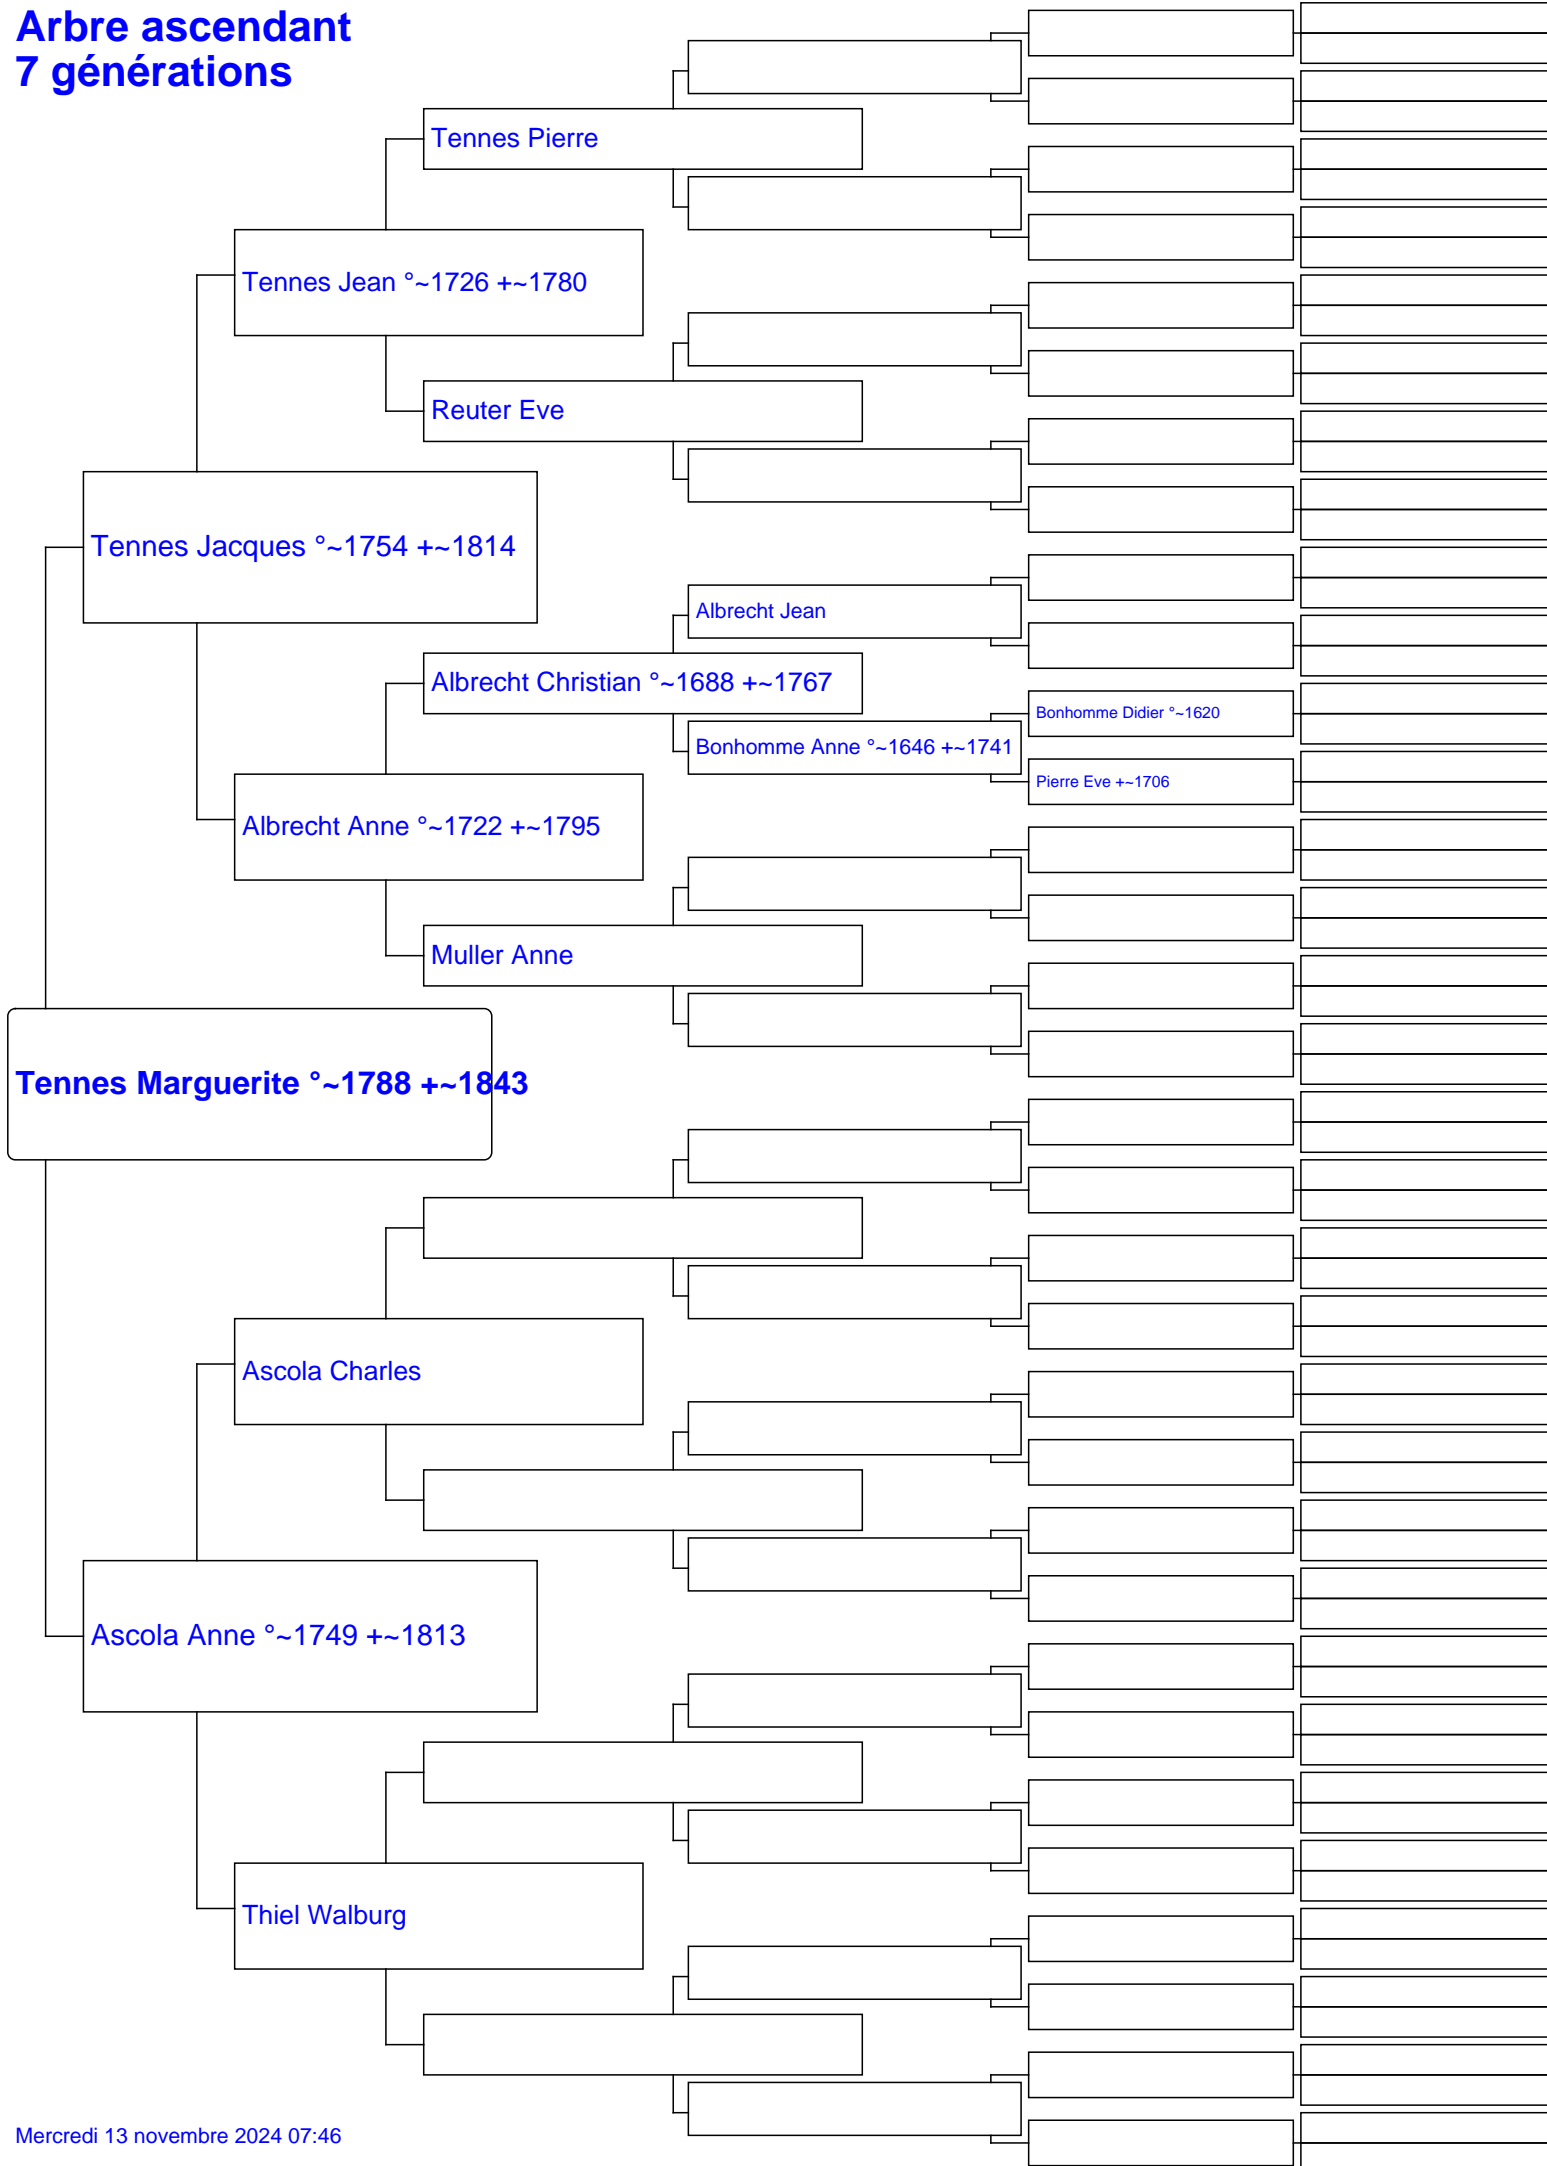 Arbre ascendant
7 générations
Tennes Pierre
Tennes Jean °~1726 +~1780
Reuter Eve
Tennes Jacques °~1754 +~1814
Albrecht Jean
Albrecht Christian °~1688 +~1767
Bonhomme Didier °~1620
Bonhomme Anne °~1646 +~1741
Pierre Eve +~1706
Albrecht Anne °~1722 +~1795
Muller Anne
Tennes Marguerite °~1788 +~1843
Ascola Charles
Ascola Anne °~1749 +~1813
Thiel Walburg
Mercredi 13 novembre 2024 07:46